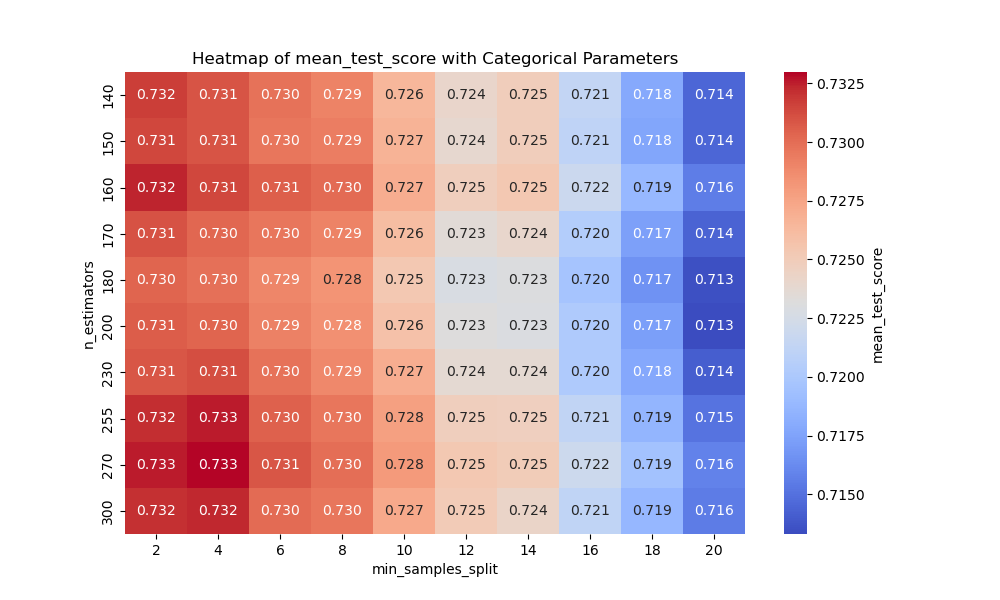 Heatmap of mean_test_score with Categorical Parameters
n_estimators
140 0.732 0.731 0.730 0.729 0.726 0.724 0.725 0.721 0.718 0.714
150 0.731 0.731 0.730 0.729 0.727 0.724 0.725 0.721 0.718 0.714
160 0.732 0.731 0.731 0.730 0.727 0.725 0.725 0.722 0.719 0.716
170 0.731 0.730 0.730 0.729 0.726 0.723 0.724 0.720 0.717 0.714
180 0.730 0.730 0.729 0.728 0.725 0.723 0.723 0.720 0.717 0.713
200 0.731 0.730 0.729 0.728 0.726 0.723 0.723 0.720 0.717 0.713
230 0.731 0.731 0.730 0.729 0.727 0.724 0.724 0.720 0.718 0.714
255 0.732 0.733 0.730 0.730 0.728 0.725 0.725 0.721 0.719 0.715
270 0.733 0.733 0.731 0.730 0.728 0.725 0.725 0.722 0.719 0.716
300 0.732 0.732 0.730 0.730 0.727 0.725 0.724 0.721 0.719 0.716
2 4 6 8 10 12 14 16 18 20
min_samples_split
0.7325
0.7300
0.7275
0.7250
0.7225
0.7200
0.7175
0.7150
mean_test_score